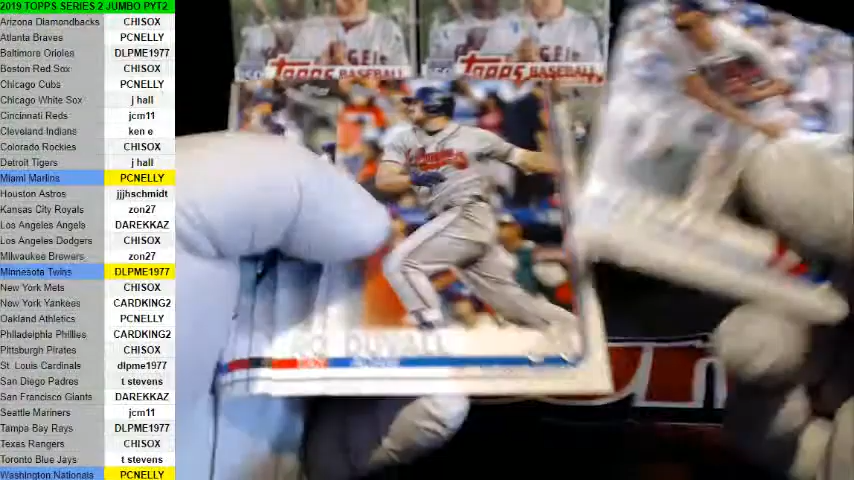 2019 TOPPS SERIES 2 JUMBO PYT2
Arizona Diamondbacks CHISOX
Atlanta Braves PCNELLY
Baltimore Orioles DLPME1977
Boston Red Sox CHISOX
Chicago Cubs PCNELLY
Chicago White Sox j hall
Cincinnati Reds jcm11
Cleveland Indians ken e
Colorado Rockies CHISOX
Detroit Tigers j hall
Miami Marlins PCNELLY
Houston Astros jjjhschmidt
Kansas City Royals zon27
Los Angeles Angels DAREKKAZ
Los Angeles Dodgers CHISOX
Milwaukee Brewers zon27
Minnesota Twins DLPME1977
New York Mets CHISOX
New York Yankees CARDKING2
Oakland Athletics PCNELLY
Philadelphia Phillies CARDKING2
Pittsburgh Pirates CHISOX
St. Louis Cardinals dlpme1977
San Diego Padres t stevens
San Francisco Giants DAREKKAZ
Seattle Mariners jcm11
Tampa Bay Rays DLPME1977
Texas Rangers CHISOX
Toronto Blue Jays t stevens
Washington Nationals PCNELLY
TOPPS BASEBALL
TOPPS BASEBALL
DUVALL